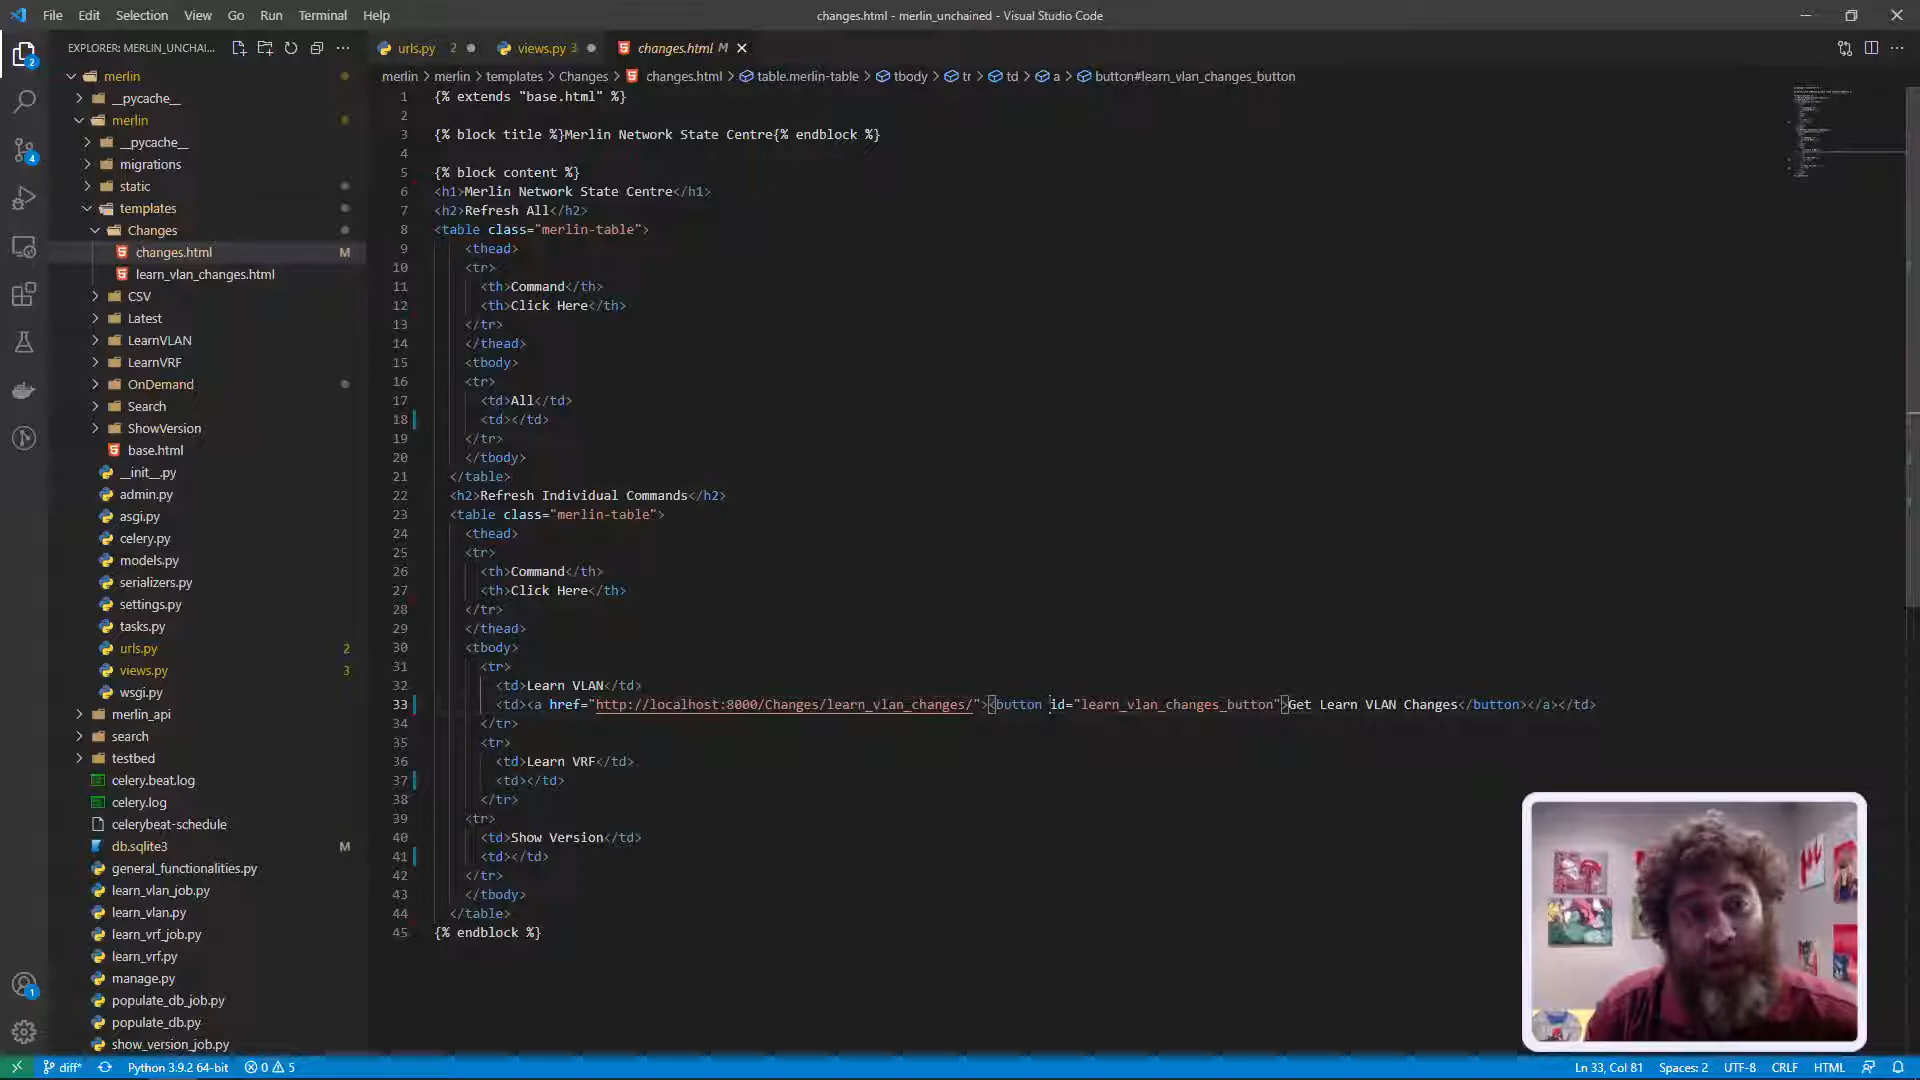 File Edit Selection View Go Run Terminal Help
changes.html - merlin_unchained - Visual Studio Code
EXPLORER: MERLIN_UNCHAI...
urls.py 2
views.py 3
changes.html M
merlin > merlin > templates > Changes > changes.html > table.merlin-table > tbody > tr > td > a > button#learn_vlan_changes_button
merlin
__pycache__
merlin
__pycache__
migrations
static
templates
Changes
changes.html M
learn_vlan_changes.html
CSV
Latest
LearnVLAN
LearnVRF
OnDemand
Search
ShowVersion
base.html
__init__.py
admin.py
asgi.py
celery.py
models.py
serializers.py
settings.py
tasks.py
urls.py 2
views.py 3
wsgi.py
merlin_api
search
testbed
celery.beat.log
celery.log
celerybeat-schedule
db.sqlite3 M
general_functionalities.py
learn_vlan_job.py
learn_vlan.py
learn_vrf_job.py
learn_vrf.py
manage.py
populate_db_job.py
populate_db.py
show_version_job.py
2
4
1
1 {% extends "base.html" %}
2
3 {% block title %}Merlin Network State Centre{% endblock %}
4
5 {% block content %}
6 <h1>Merlin Network State Centre</h1>
7 <h2>Refresh All</h2>
8 <table class="merlin-table">
9 <thead>
10 <tr>
11 <th>Command</th>
12 <th>Click Here</th>
13 </tr>
14 </thead>
15 <tbody>
16 <tr>
17 <td>All</td>
18 <td></td>
19 </tr>
20 </tbody>
21 </table>
22 <h2>Refresh Individual Commands</h2>
23 <table class="merlin-table">
24 <thead>
25 <tr>
26 <th>Command</th>
27 <th>Click Here</th>
28 </tr>
29 </thead>
30 <tbody>
31 <tr>
32 <td>Learn VLAN</td>
33 <td><a href="http://localhost:8000/Changes/learn_vlan_changes/"><button id="learn_vlan_changes_button">Get Learn VLAN Changes</button></a></td>
34 </tr>
35 <tr>
36 <td>Learn VRF</td>
37 <td></td>
38 </tr>
39 <tr>
40 <td>Show Version</td>
41 <td></td>
42 </tr>
43 </tbody>
44 </table>
45 {% endblock %}
diff* Python 3.9.2 64-bit 0 5
Ln 33, Col 81 Spaces: 2 UTF-8 CRLF HTML